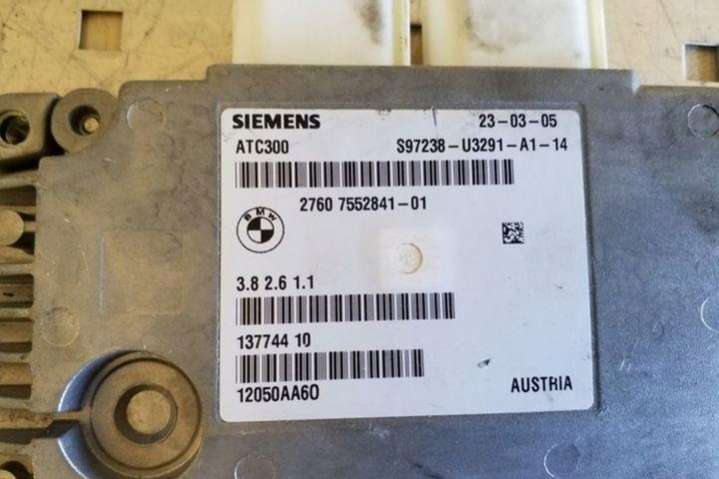 SIEMENS 23-03-05
ATC300 S97238-U3291-A1-14
2760 7552841-01
BMW
3.8 2.6 1.1
137744 10
12050AA60 AUSTRIA